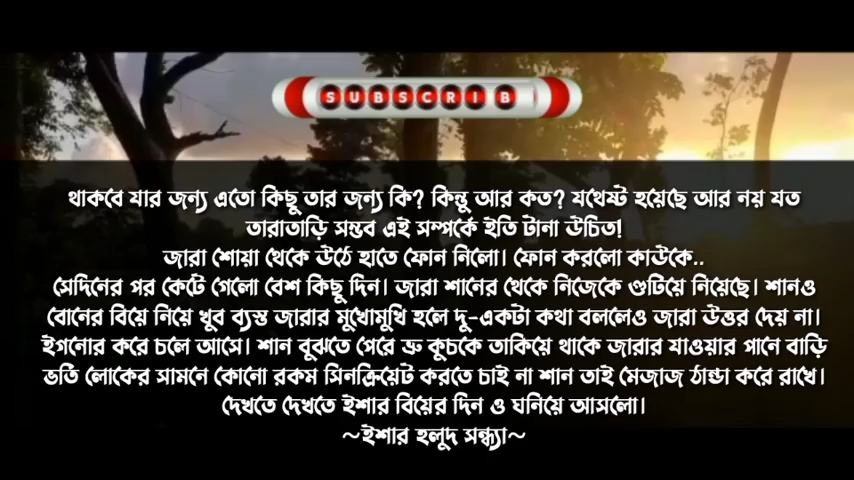 SUBSCRIB
থাকবে যার জন্য এতো কিছু তার জন্য কি? কিন্তু আর কত? যথেষ্ট হয়েছে আর নয় যত
তারাতাড়ি সম্ভব এই সম্পর্কে ইতি টানা উচিত!
জারা শোয়া থেকে উঠে হাতে ফোন নিলো। ফোন করলো কাউকে..
সেদিনের পর কেটে গেলো বেশ কিছু দিন। জারা শানের থেকে নিজেকে গুটিয়ে নিয়েছে। শানও
বোনের বিয়ে নিয়ে খুব ব্যস্ত জারার মুখোমুখি হলে দু-একটা কথা বললেও জারা উত্তর দেয় না।
ইগনোর করে চলে আসে। শান বুঝতে পেরে ভ্রু কুচকে তাকিয়ে থাকে জারার যাওয়ার পানে বাড়ি
ভর্তি লোকের সামনে কোনো রকম সিনক্রিয়েট করতে চাই না শান তাই মেজাজ ঠান্ডা করে রাখে।
দেখতে দেখতে ইশার বিয়ের দিন ও ঘনিয়ে আসলো।
~ইশার হলুদ সন্ধ্যা~